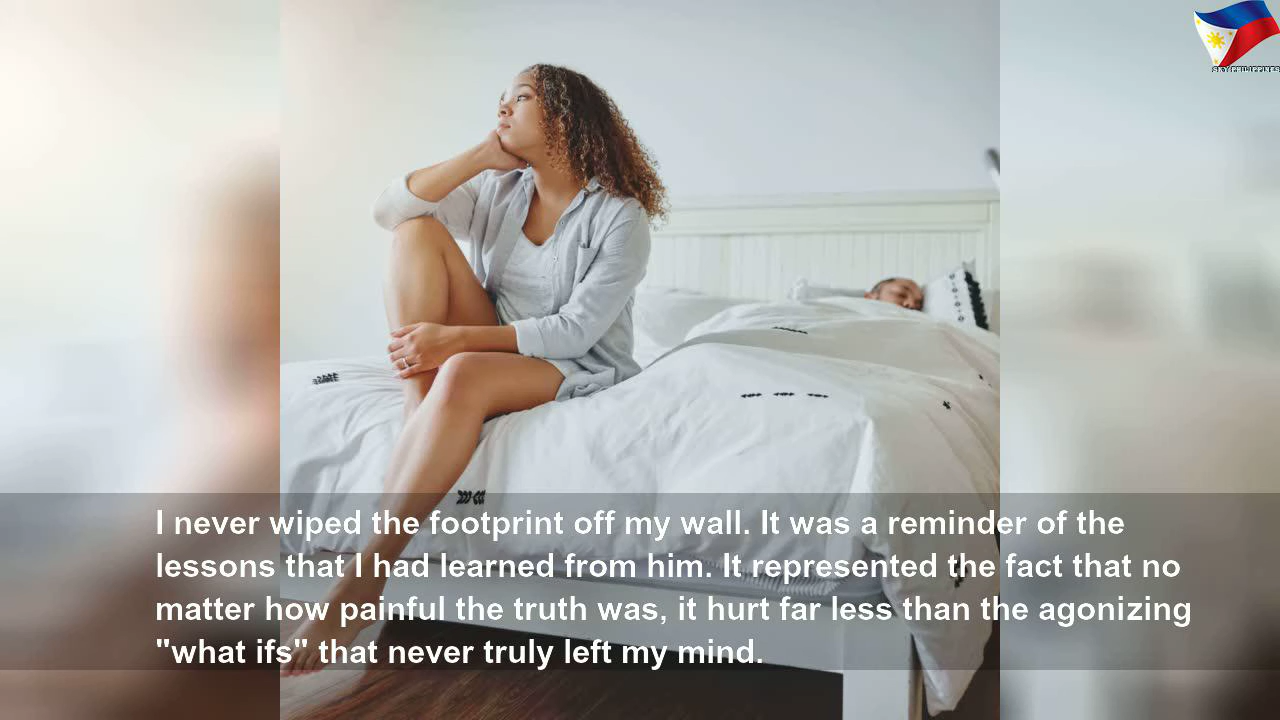 SKY PHILIPPINES
I never wiped the footprint off my wall. It was a reminder of the
lessons that I had learned from him. It represented the fact that no
matter how painful the truth was, it hurt far less than the agonizing
"what ifs" that never truly left my mind.